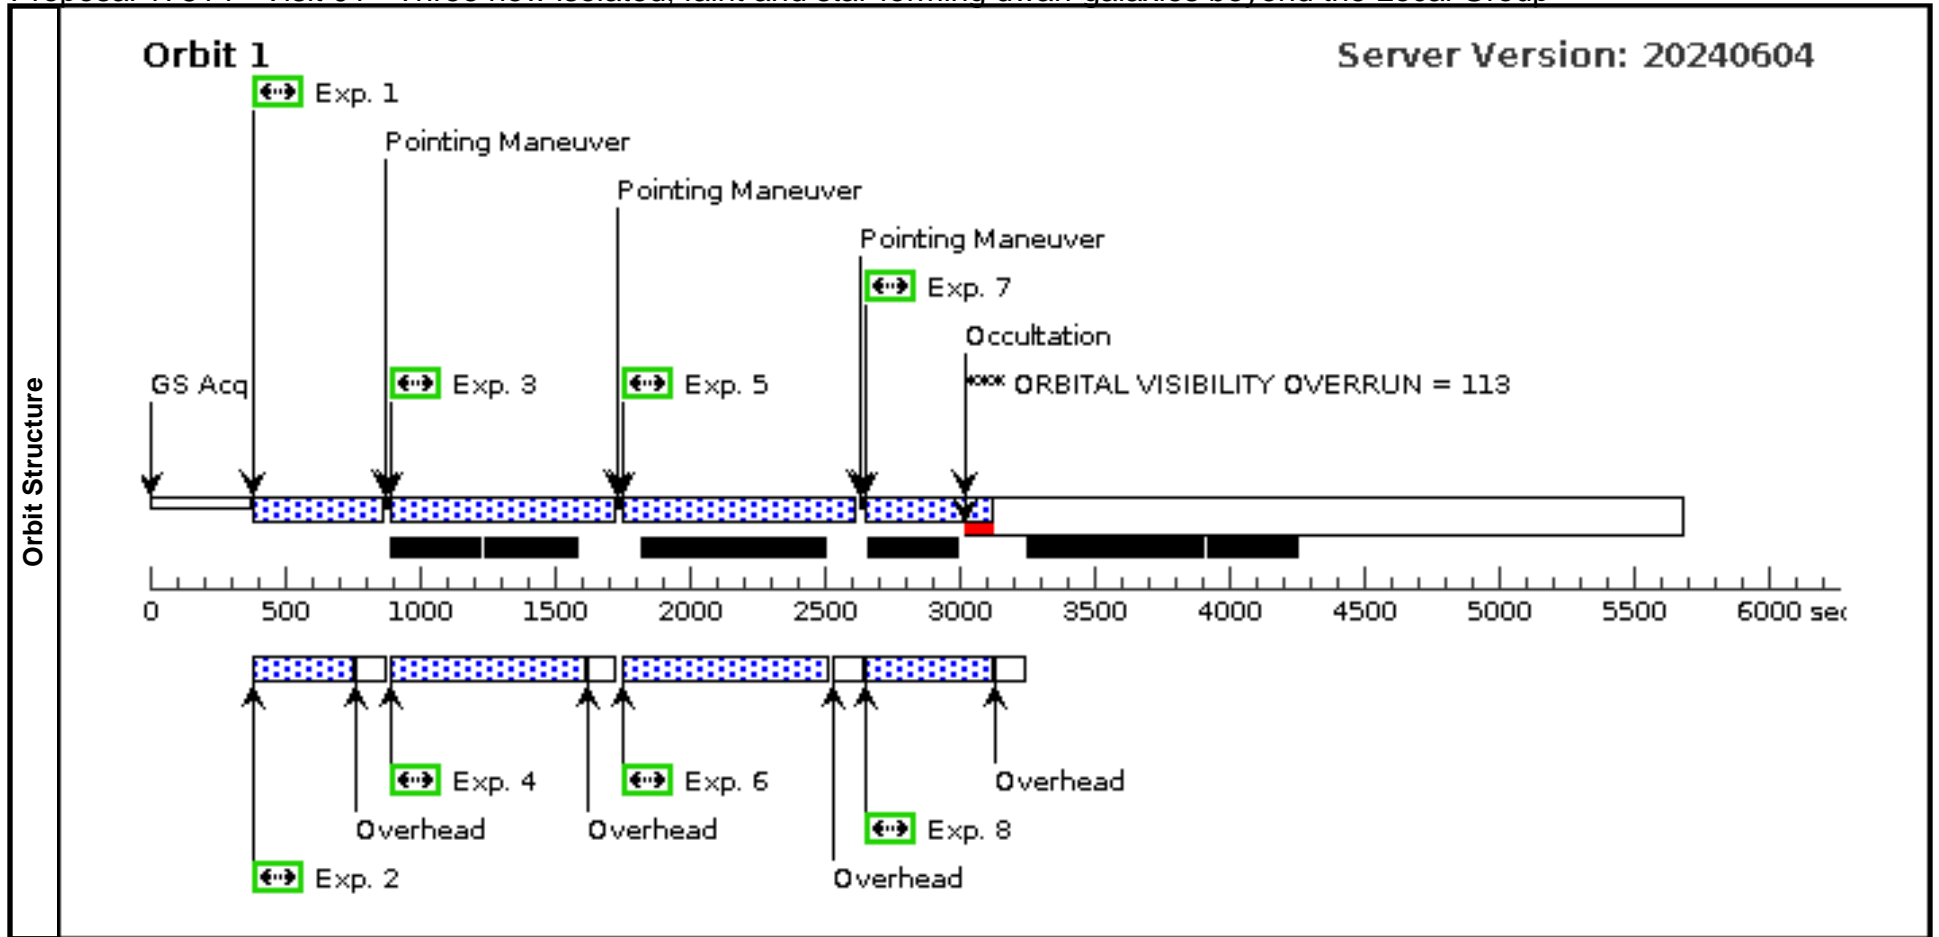 Orbit 1
Server Version: 20240604
Exp. 1
Pointing Maneuver
Pointing Maneuver
Pointing Maneuver
Exp. 7
Occultation
GS Acq
Exp. 3
Exp. 5
**** ORBITAL VISIBILITY OVERRUN = 113
Orbit Structure
0 500 1000 1500 2000 2500 3000 3500 4000 4500 5000 5500 6000 sec
Exp. 4
Exp. 6
Overhead
Overhead
Overhead
Exp. 8
Exp. 2
Overhead